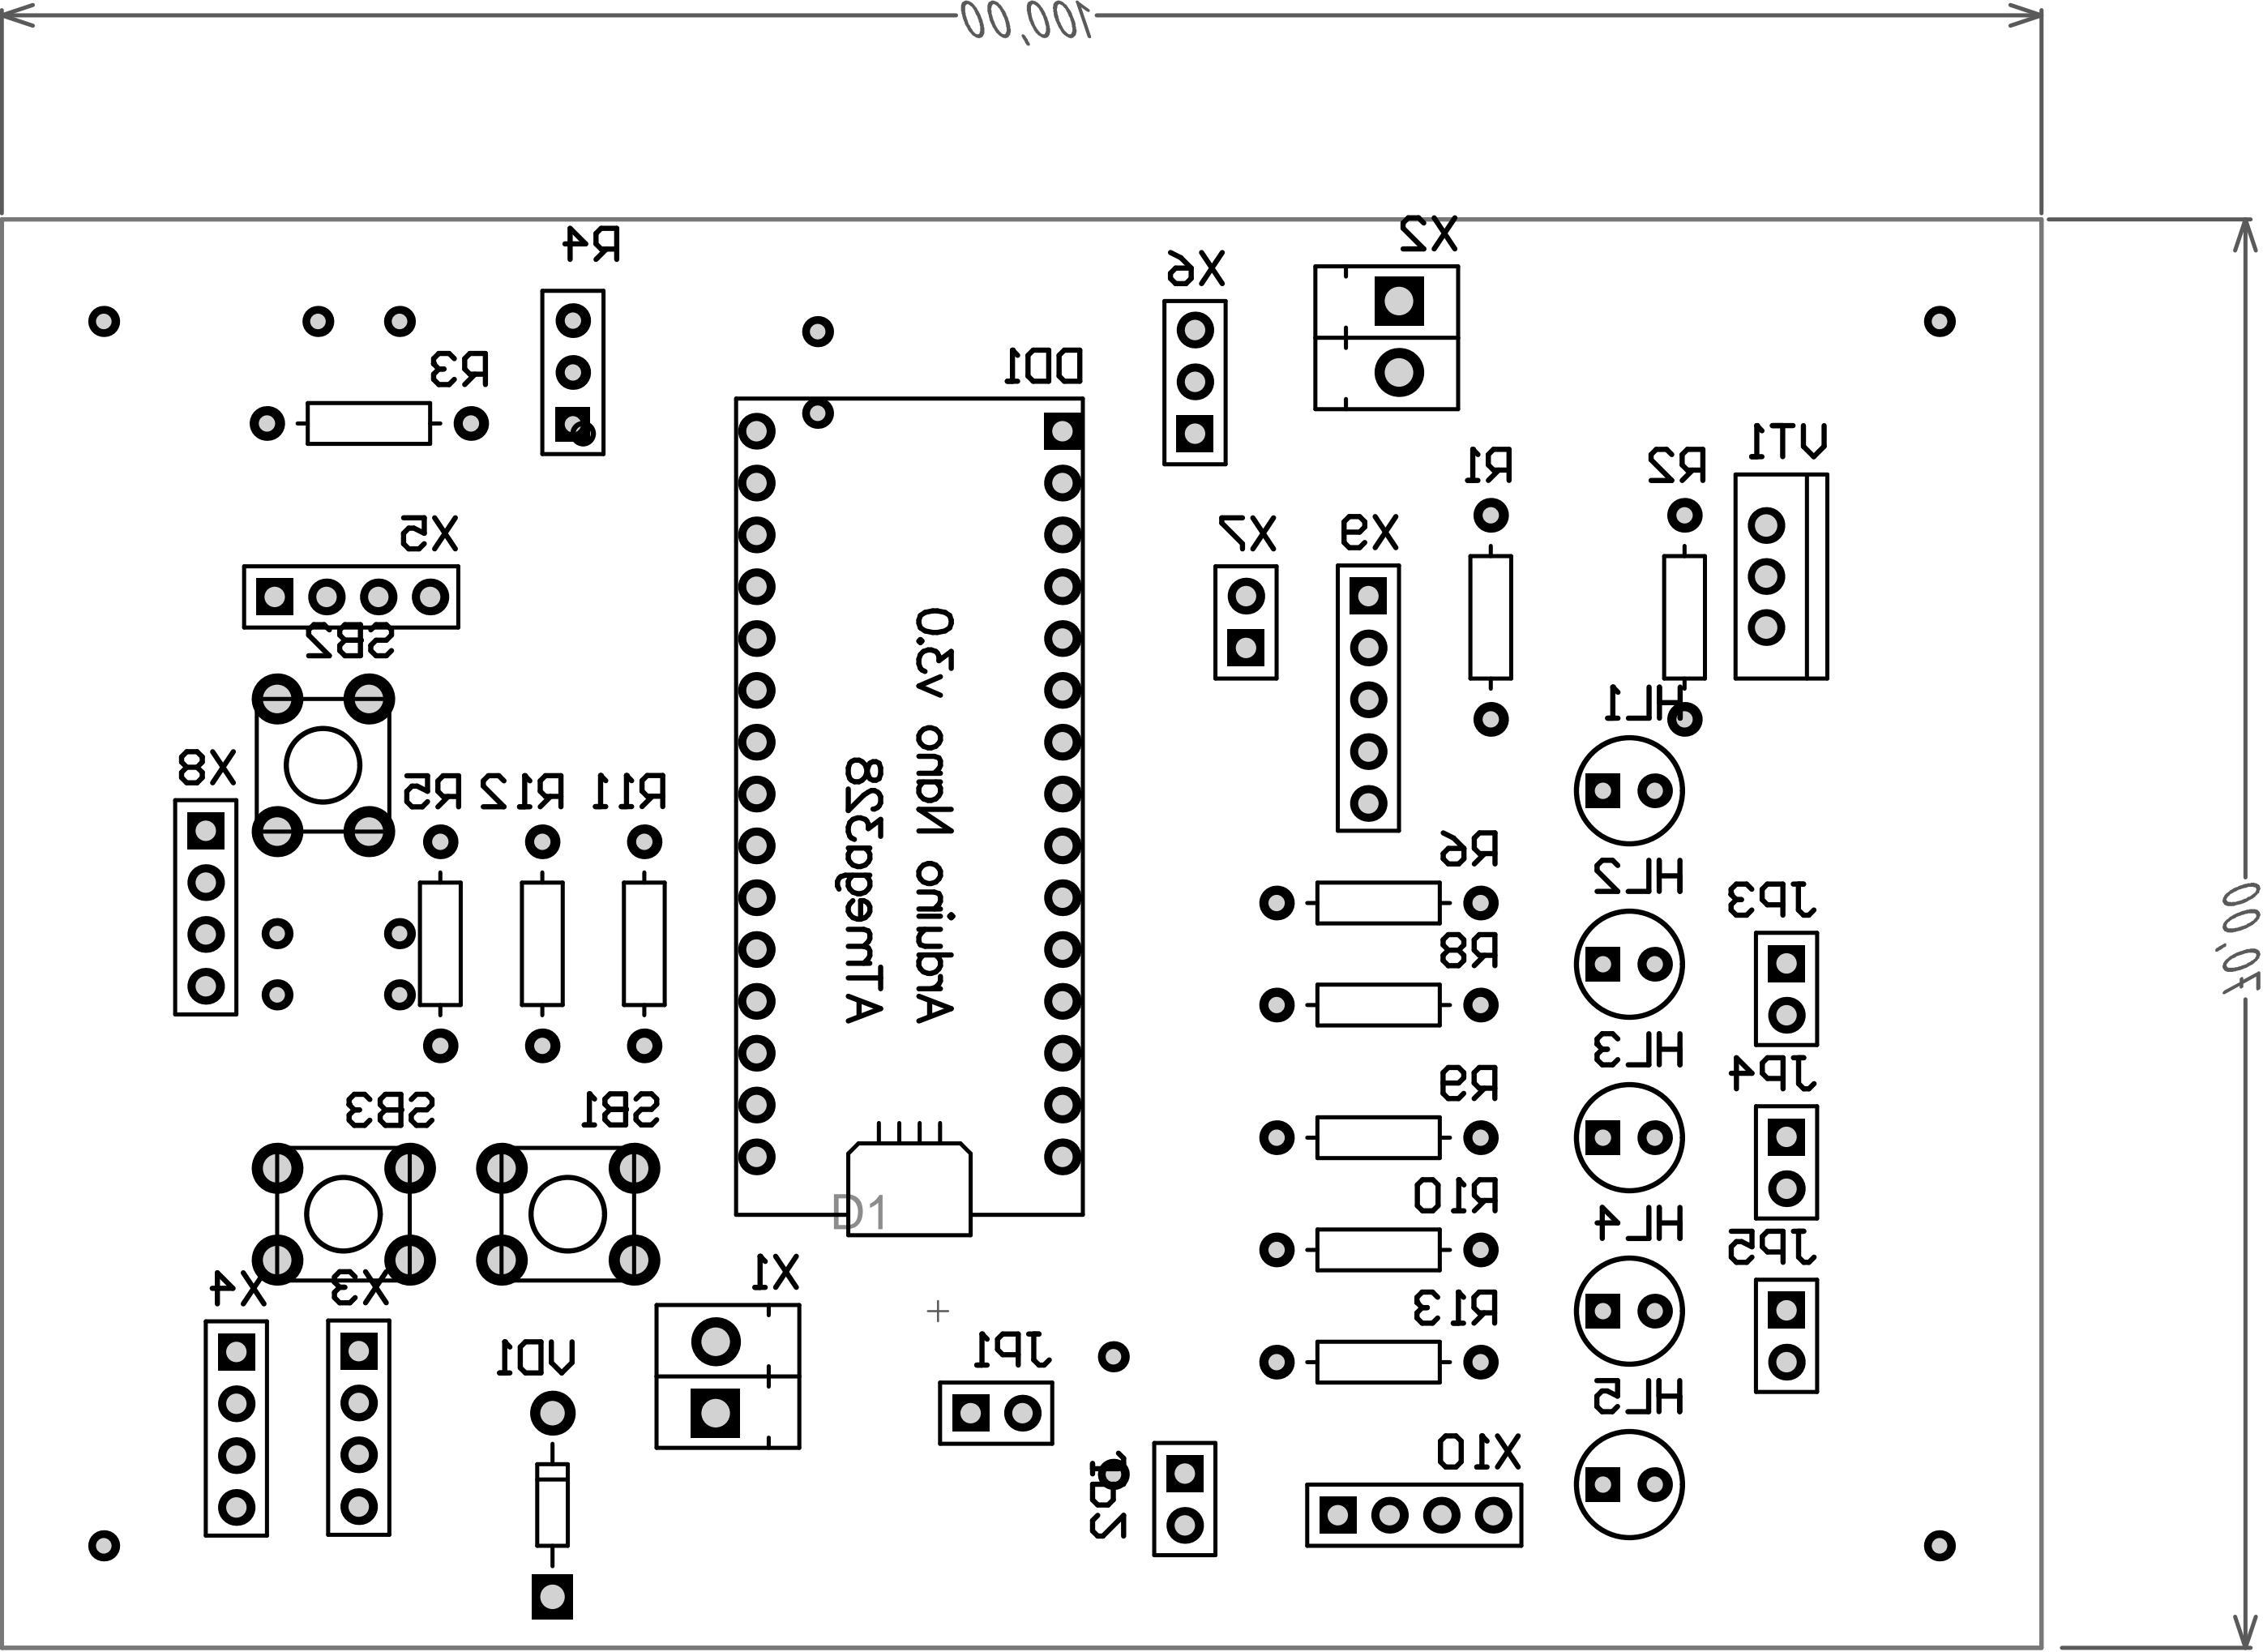 100,00
X2
R4
X6
DD1
R3
VT1
R1
R2
X5
X7
X9
SB2
HL1
X8
R5
R12
R11
Arduino Nano v3.0
ATmega328
R6
HL2
JP3
R8
70,00
HL3
JP4
R9
SB3
SB1
R10
HL4
JP5
D1
X4
X3
X1
R13
VD1
JP1
HL5
X10
JP2